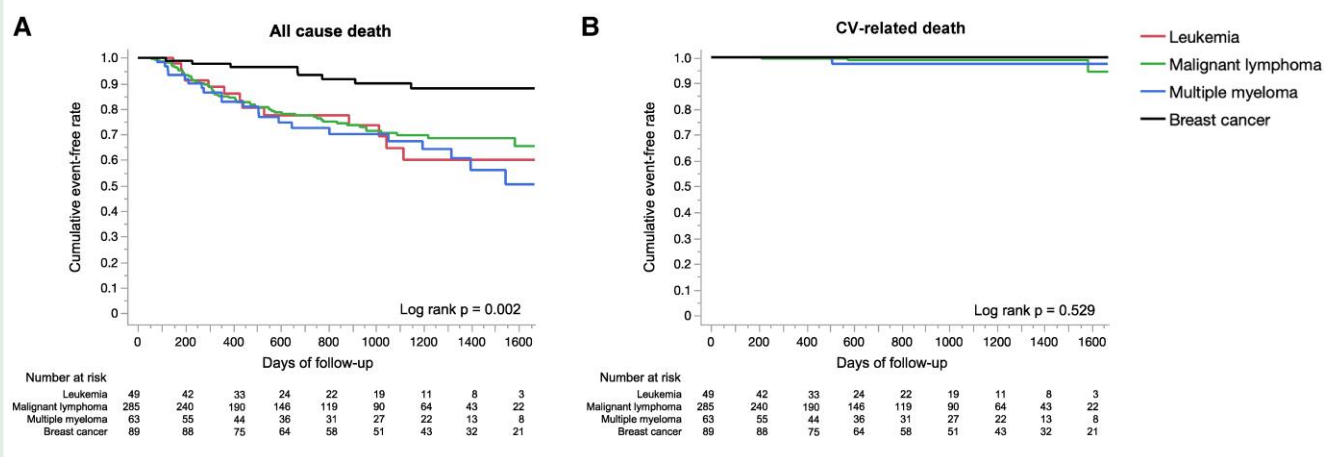 A
All cause death
Cumulative event-free rate
1.0
0.9
0.8
0.7
0.6
0.5
0.4
0.3
0.2
0.1
0
Log rank p = 0.002
0 200 400 600 800 1000 1200 1400 1600
Days of follow-up
Number at risk
Leukemia 49 42 33 24 22 19 11 8 3
Malignant lymphoma 285 240 190 146 119 90 64 43 22
Multiple myeloma 63 55 44 36 31 27 22 13 8
Breast cancer 89 88 75 64 58 51 43 32 21
B
CV-related death
Cumulative event-free rate
1.0
0.9
0.8
0.7
0.6
0.5
0.4
0.3
0.2
0.1
0
Log rank p = 0.529
0 200 400 600 800 1000 1200 1400 1600
Days of follow-up
Number at risk
Leukemia 49 42 33 24 22 19 11 8 3
Malignant lymphoma 285 240 190 146 119 90 64 43 22
Multiple myeloma 63 55 44 36 31 27 22 13 8
Breast cancer 89 88 75 64 58 51 43 32 21
Leukemia
Malignant lymphoma
Multiple myeloma
Breast cancer